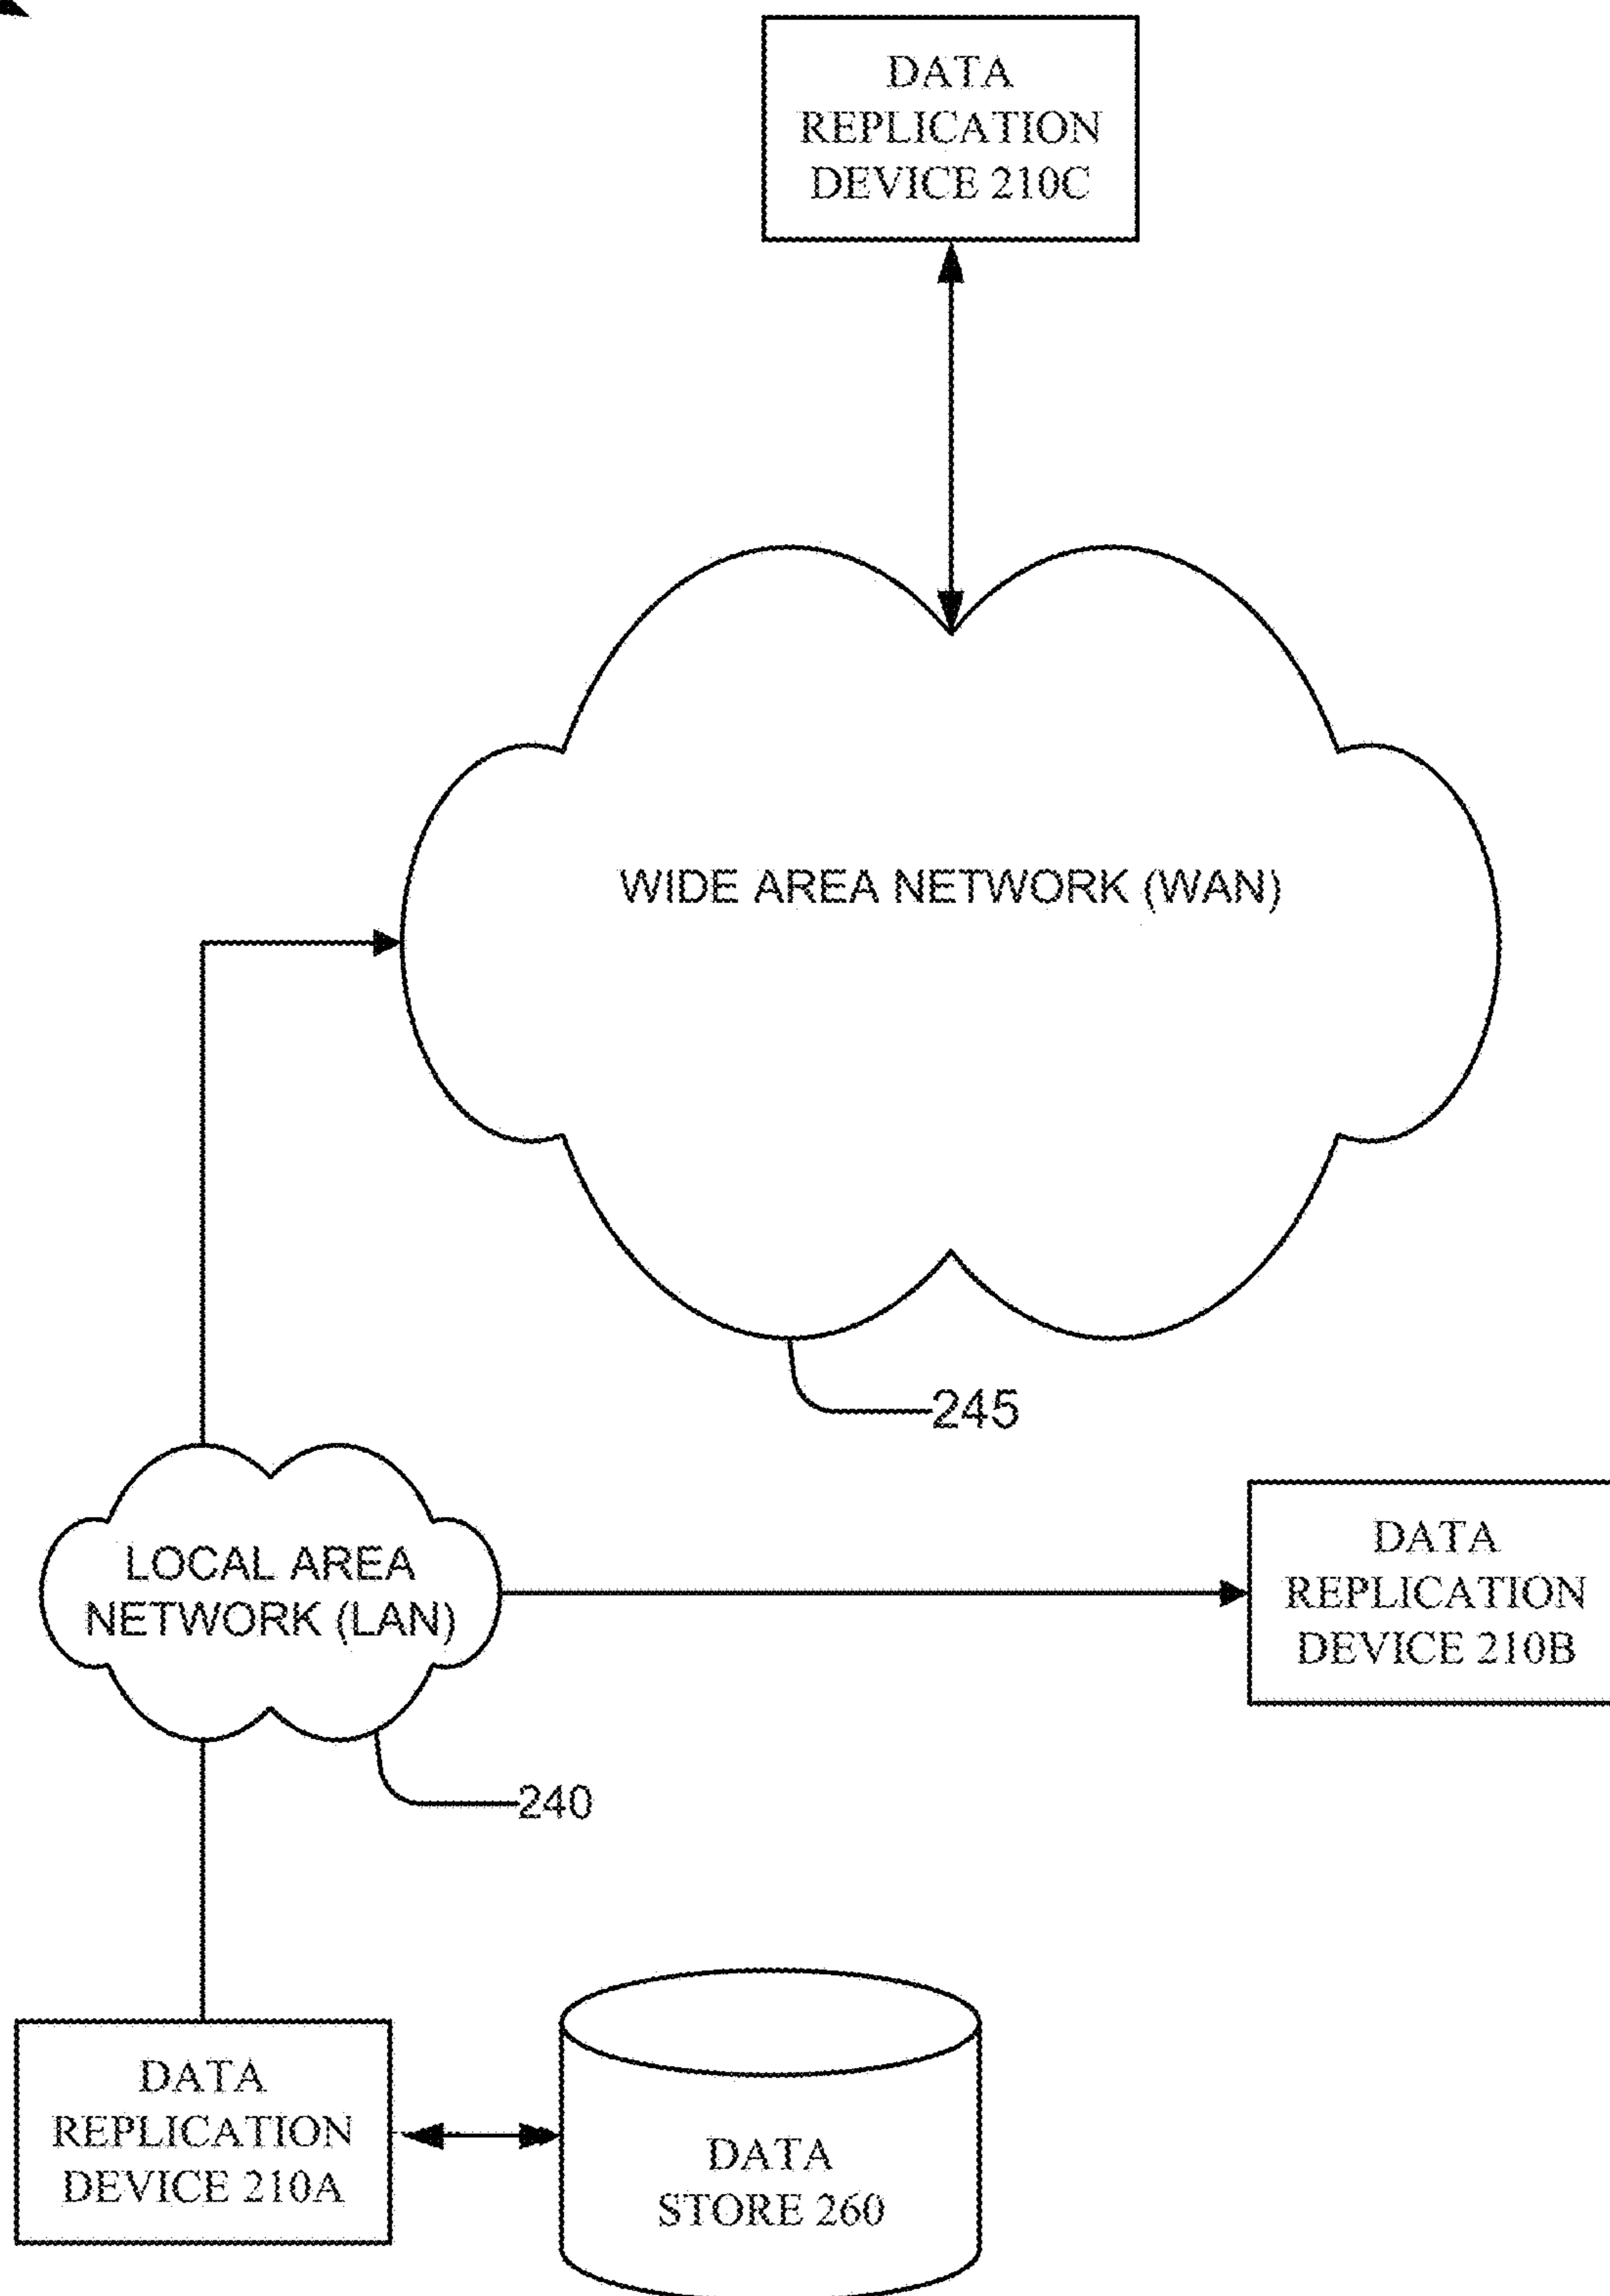 DATA
REPLICATION
DEVICE 210C
WIDE AREA NETWORK (WAN)
245
LOCAL AREA
NETWORK (LAN)
DATA
REPLICATION
DEVICE 210B
240
DATA
REPLICATION
DEVICE 210A
DATA
STORE 260